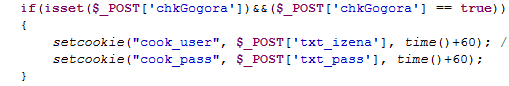 if(isset($_POST['chkGogora'])&&($_POST['chkGogora'] == true))
{
setcookie("cook_user", $_POST['txt_izena'], time()+60); /
setcookie("cook_pass", $_POST['txt_pass'], time()+60);
}